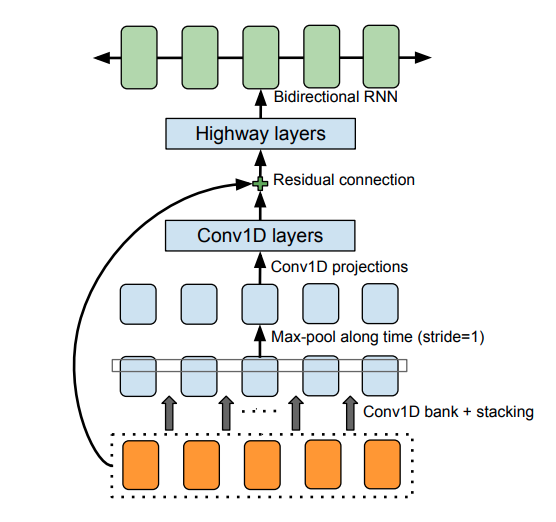 Bidirectional RNN
Highway layers
Residual connection
Conv1D layers
Conv1D projections
Max-pool along time (stride=1)
Conv1D bank + stacking